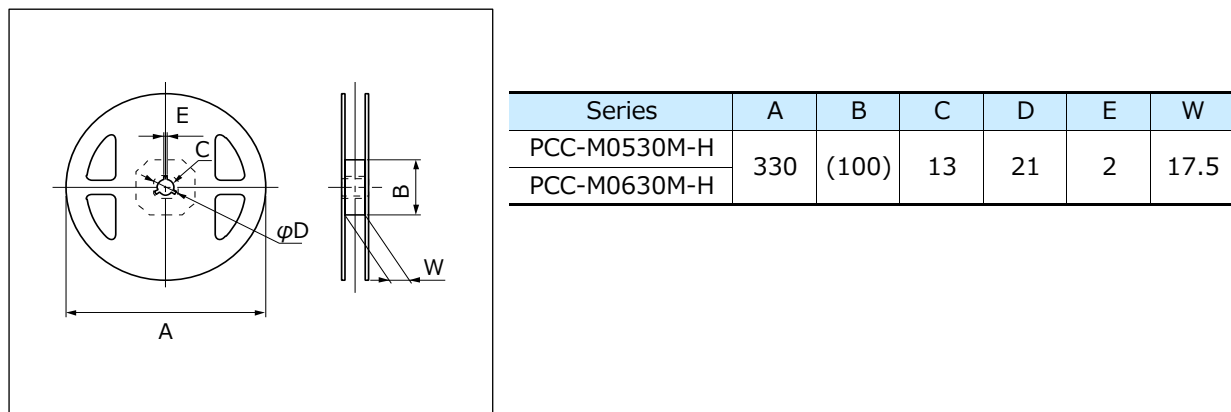 E
C
B
φD
W
A
Series A B C D E W
PCC-M0530M-H
330 (100) 13 21 2 17.5
PCC-M0630M-H